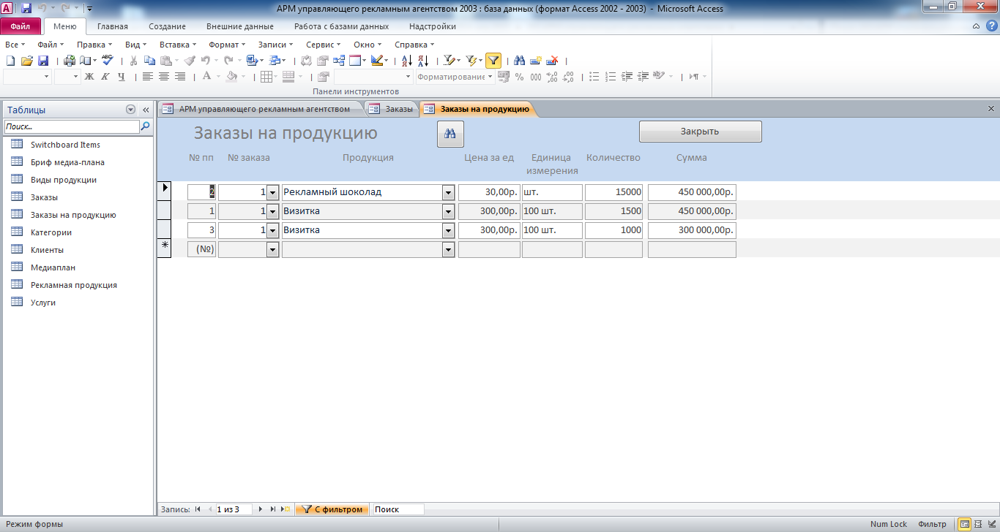 АРМ управляющего рекламным агентством 2003 : база данных (формат Access 2002 - 2003) - Microsoft Access
Файл Меню Главная Создание Внешние данные Работа с базами данных Надстройки
Все Файл Правка Вид Вставка Формат Записи Сервис Окно Справка
Форматирование
Панели инструментов
Таблицы
Поиск...
Switchboard Items
Бриф медиа-плана
Виды продукции
Заказы
Заказы на продукцию
Категории
Клиенты
Медиаплан
Рекламная продукция
Услуги
АРМ управляющего рекламным агентством Заказы Заказы на продукцию
Заказы на продукцию Закрыть
№ пп № заказа Продукция Цена за ед Единица измерения Количество Сумма
2 1 Рекламный шоколад 30,00р. шт. 15000 450 000,00р.
1 1 Визитка 300,00р. 100 шт. 1500 450 000,00р.
3 1 Визитка 300,00р. 100 шт. 1000 300 000,00р.
(№)
Запись: 1 из 3 С фильтром Поиск
Режим формы Num Lock Фильтр